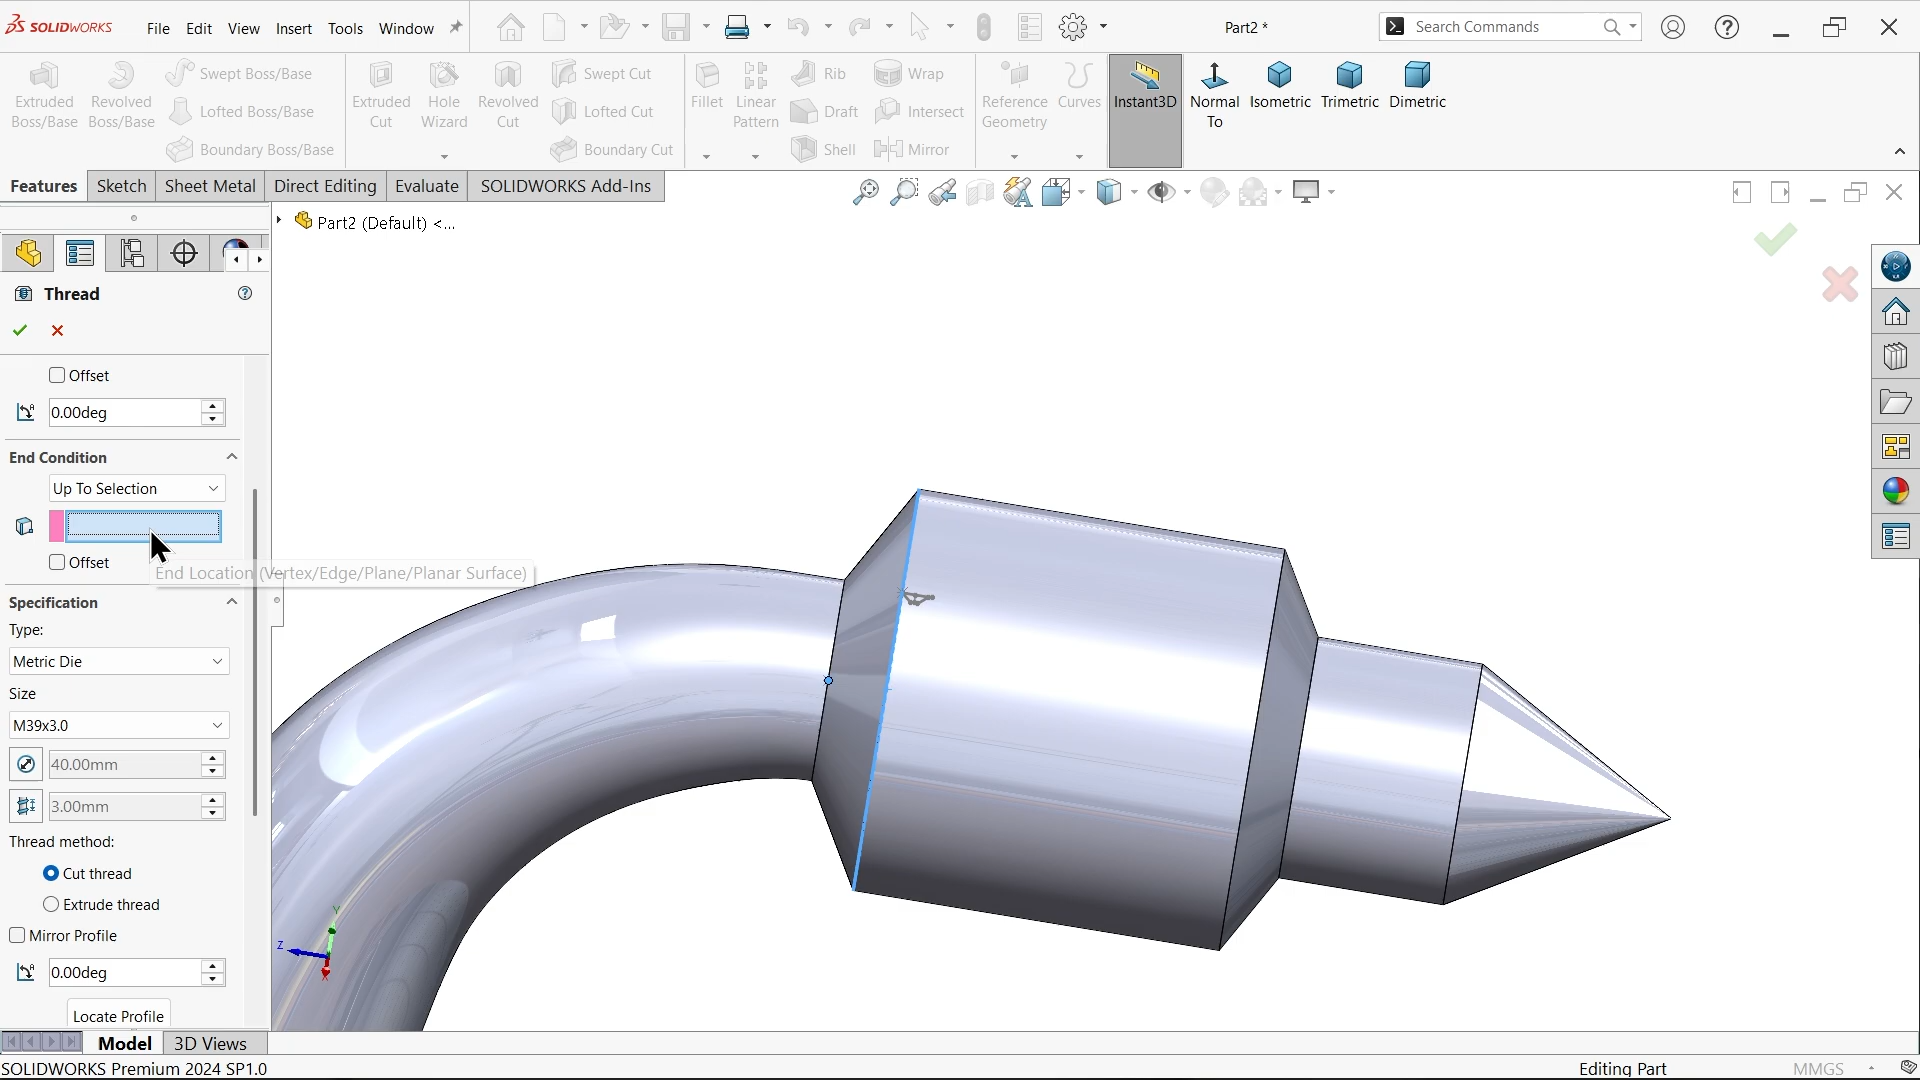 SOLIDWORKS File Edit View Insert Tools Window Part2 * Search Commands
Extruded Boss/Base
Revolved Boss/Base
Swept Boss/Base
Lofted Boss/Base
Boundary Boss/Base
Extruded Cut
Hole Wizard
Revolved Cut
Swept Cut
Lofted Cut
Boundary Cut
Fillet
Linear Pattern
Rib
Draft
Shell
Wrap
Intersect
Mirror
Reference Geometry
Curves
Instant3D
Normal To
Isometric
Trimetric
Dimetric
Features Sketch Sheet Metal Direct Editing Evaluate SOLIDWORKS Add-Ins
Part2 (Default) <...
Thread
Offset
0.00deg
End Condition
Up To Selection
Offset
End Location (Vertex/Edge/Plane/Planar Surface)
Specification
Type:
Metric Die
Size
M39x3.0
40.00mm
3.00mm
Thread method:
Cut thread
Extrude thread
Mirror Profile
0.00deg
Locate Profile
Y
Z
X
Model 3D Views
SOLIDWORKS Premium 2024 SP1.0 Editing Part MMGS